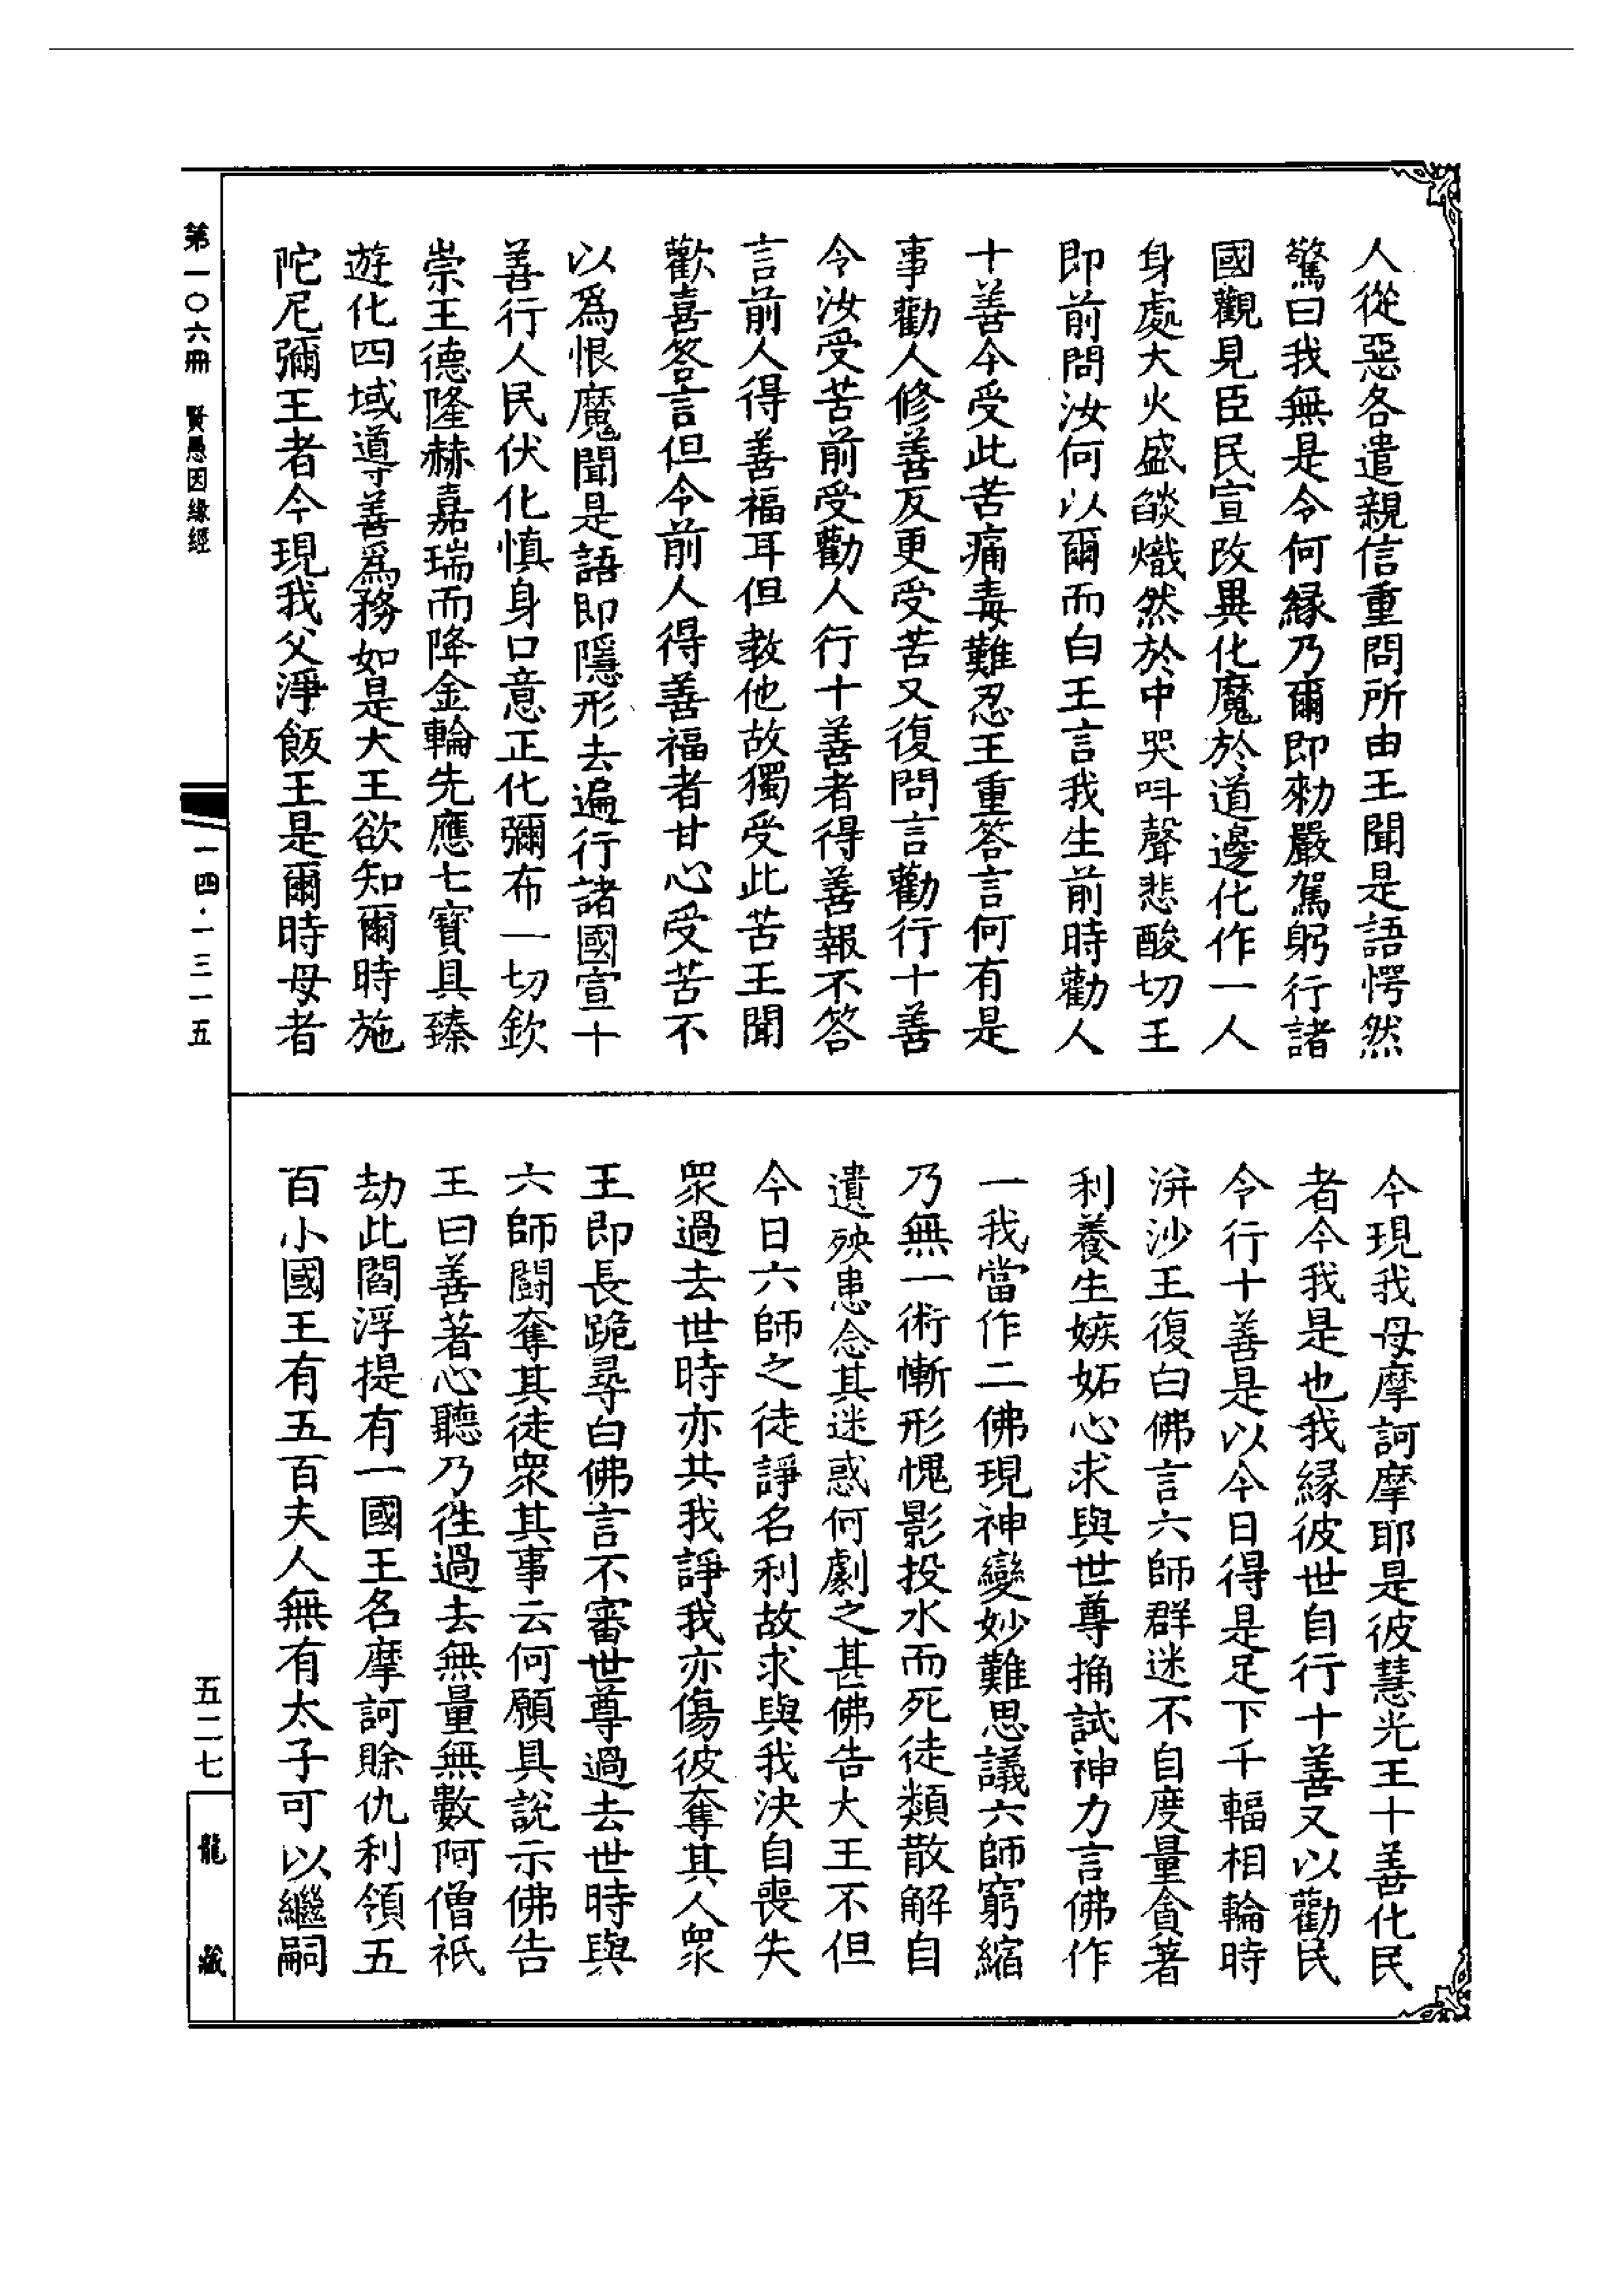 人從惡各遣親信重問所由王聞是語愕然
驚曰我無是令何緣乃爾即勑嚴駕躬行諸
國觀見臣民宣改異化魔於道邊化作一人
身處大火盛燄熾然於中哭呌聲悲酸切王
即前問汝何以爾而白王言我生前時勸人
十善今受此苦痛毒難忍王重答言何有是
事勸人修善反更受苦又復問言勸行十善
令汝受苦前受勸人行十善者得善報不答
言前人得善福耳但教他故獨受此苦王聞
歡喜答言但令前人得善福者甘心受苦不
以爲恨魔聞是語即隱形去遍行諸國宣十
善行人民伏化慎身口意正化彌布一切欽
崇王德隆赫嘉瑞而降金輪先應七寶具臻
遊化四域導善爲務如是大王欲知爾時施
陀尼彌王者今現我父淨飯王是爾時母者
今現我母摩訶摩耶是彼慧光王十善化民
者今我是也我緣彼世自行十善又以勸民
令行十善是以今日得是足下千輻相輪時
洴沙王復白佛言六師群迷不自度量貪著
利養生嫉妬心求與世尊捔試神力言佛作
一我當作二佛現神變妙難思議六師窮縮
乃無一術慚形愧影投水而死徒類散解自
遺殃患念其迷惑何劇之甚佛告大王不但
今日六師之徒諍名利故求與我決自喪失
眾過去世時亦共我諍我亦傷彼奪其人眾
王即長跪尋白佛言不審世尊過去世時與
六師鬪奪其徒眾其事云何願具說示佛告
王曰善著心聽乃徃過去無量無數阿僧祇
劫此閻浮提有一國王名摩訶賒仇利領五
百小國王有五百夫人無有太子可以繼嗣
第一〇六冊 賢愚因緣經
一四·一三一五
五二七
龍藏